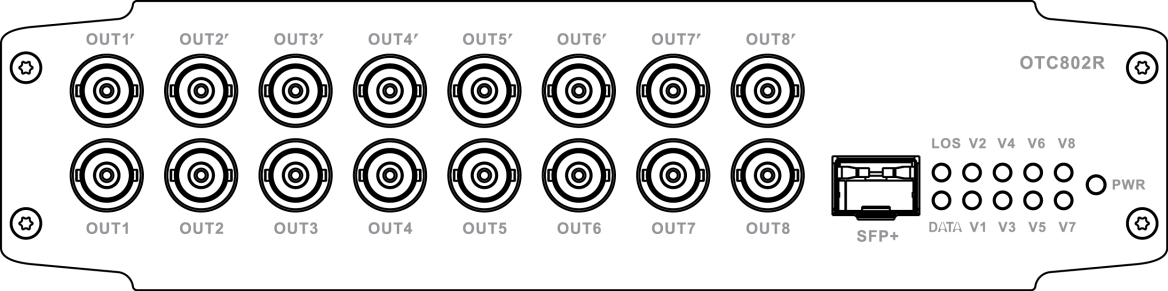 OUT1′ OUT2′ OUT3′ OUT4′ OUT5′ OUT6′ OUT7′ OUT8′
OTC802R
LOS V2 V4 V6 V8
PWR
OUT1 OUT2 OUT3 OUT4 OUT5 OUT6 OUT7 OUT8
SFP+
DATA V1 V3 V5 V7